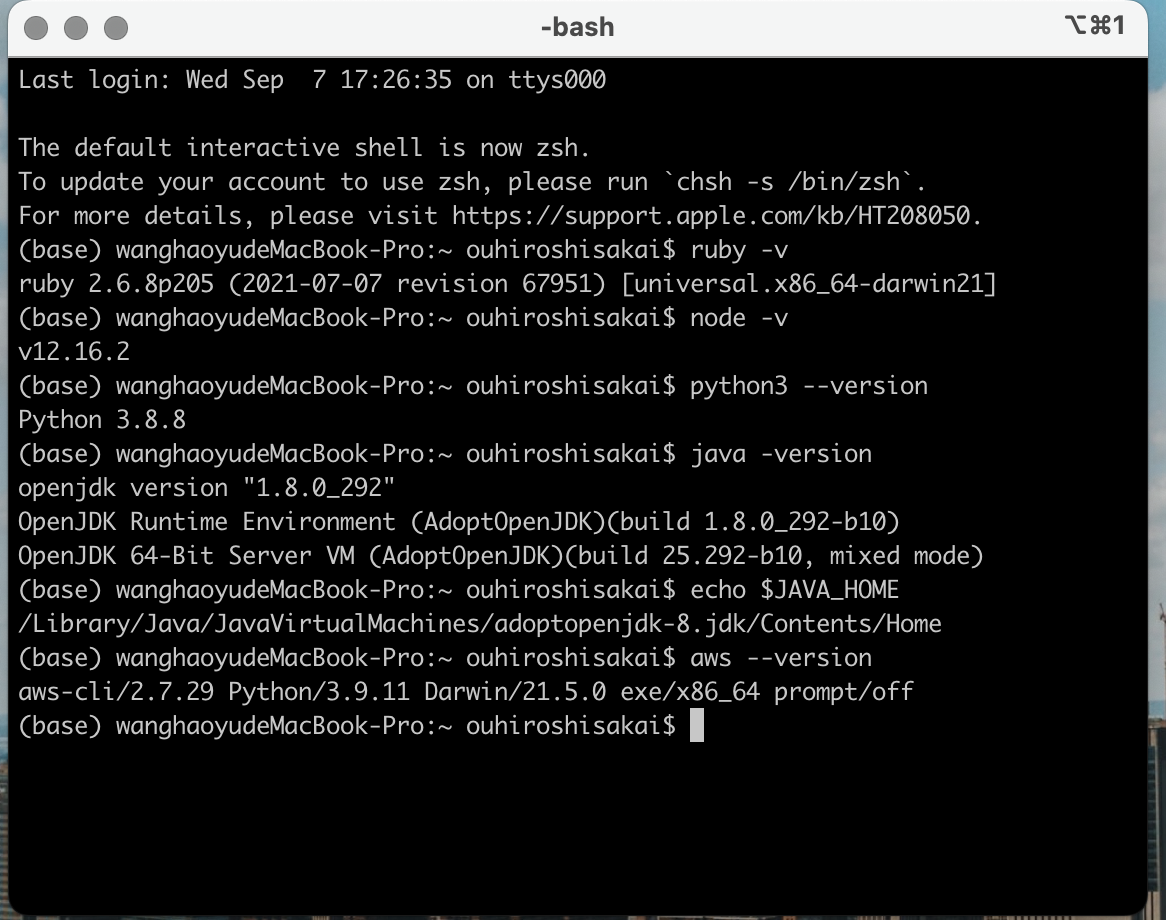 -bash
⌥⌘1
Last login: Wed Sep  7 17:26:35 on ttys000
The default interactive shell is now zsh.
To update your account to use zsh, please run `chsh -s /bin/zsh`.
For more details, please visit https://support.apple.com/kb/HT208050.
(base) wanghaoyudeMacBook-Pro:~ ouhiroshisakai$ ruby -v
ruby 2.6.8p205 (2021-07-07 revision 67951) [universal.x86_64-darwin21]
(base) wanghaoyudeMacBook-Pro:~ ouhiroshisakai$ node -v
v12.16.2
(base) wanghaoyudeMacBook-Pro:~ ouhiroshisakai$ python3 --version
Python 3.8.8
(base) wanghaoyudeMacBook-Pro:~ ouhiroshisakai$ java -version
openjdk version "1.8.0_292"
OpenJDK Runtime Environment (AdoptOpenJDK)(build 1.8.0_292-b10)
OpenJDK 64-Bit Server VM (AdoptOpenJDK)(build 25.292-b10, mixed mode)
(base) wanghaoyudeMacBook-Pro:~ ouhiroshisakai$ echo $JAVA_HOME
/Library/Java/JavaVirtualMachines/adoptopenjdk-8.jdk/Contents/Home
(base) wanghaoyudeMacBook-Pro:~ ouhiroshisakai$ aws --version
aws-cli/2.7.29 Python/3.9.11 Darwin/21.5.0 exe/x86_64 prompt/off
(base) wanghaoyudeMacBook-Pro:~ ouhiroshisakai$